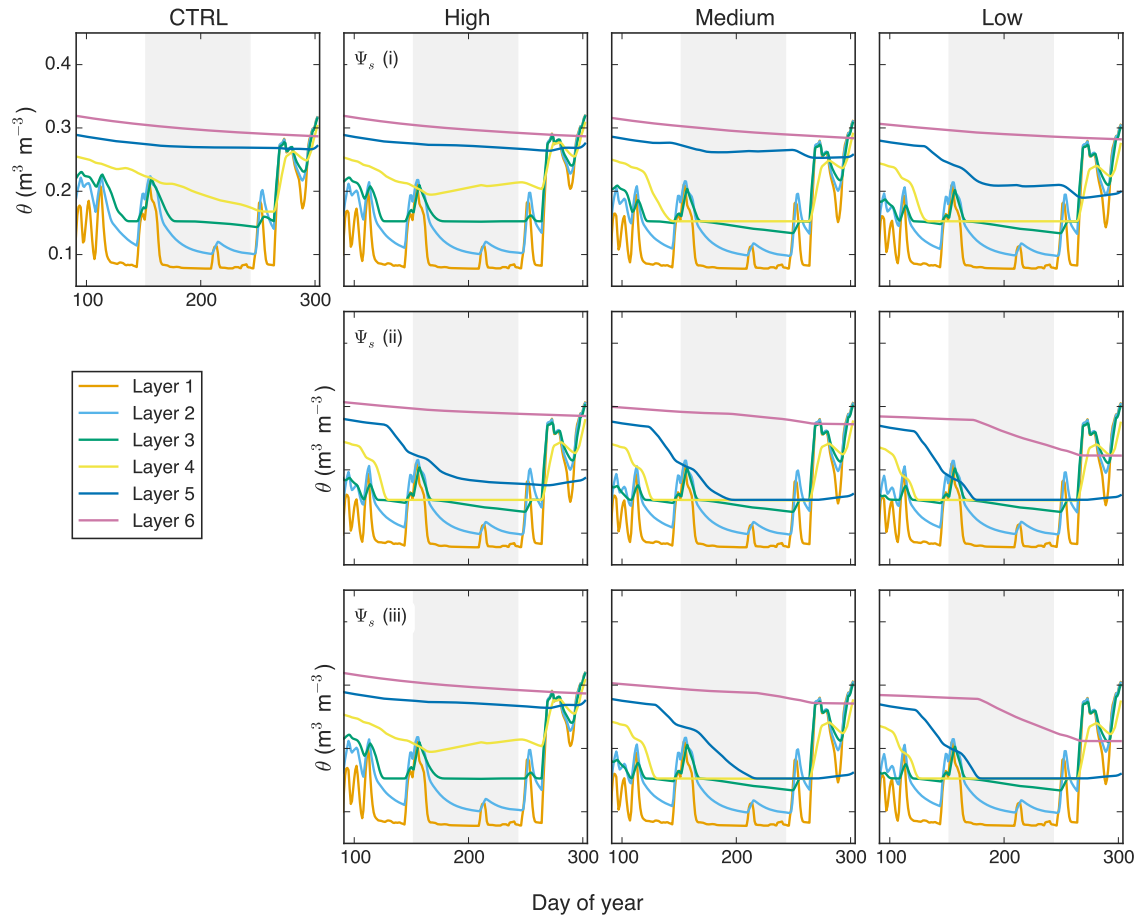 CTRL High Medium Low
Ψs (i)
0.4
0.3
0.2
0.1
θ (m³ m⁻³)
100 200 300
Ψs (ii)
θ (m³ m⁻³)
Layer 1
Layer 2
Layer 3
Layer 4
Layer 5
Layer 6
Ψs (iii)
θ (m³ m⁻³)
100 200 300 100 200 300 100 200 300
Day of year